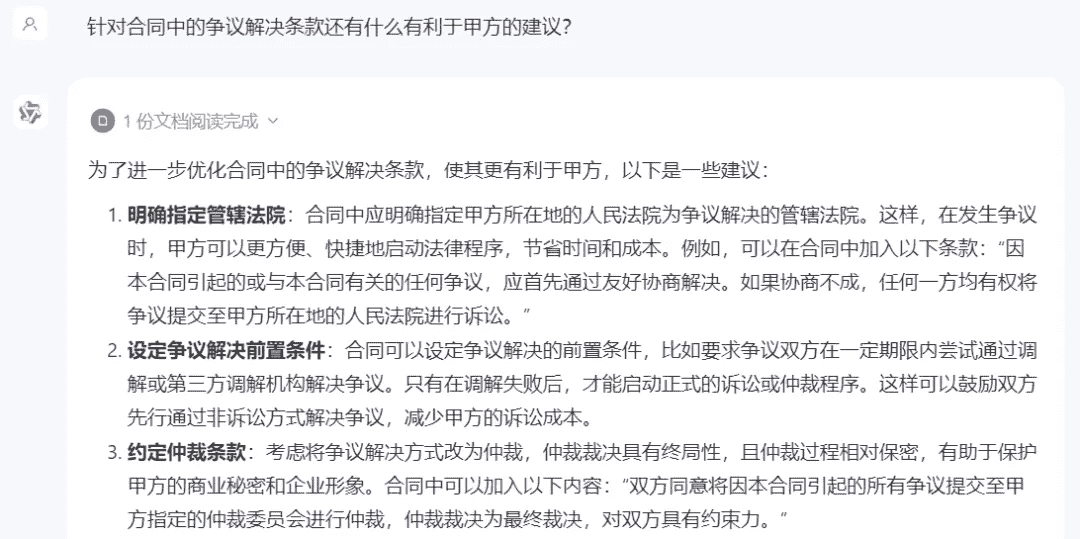 针对合同中的争议解决条款还有什么有利于甲方的建议？
D 1 份文档阅读完成
为了进一步优化合同中的争议解决条款，使其更有利于甲方，以下是一些建议：
1. 明确指定管辖法院：合同中应明确指定甲方所在地的人民法院为争议解决的管辖法院。这样，在发生争议
时，甲方可以更方便、快捷地启动法律程序，节省时间和成本。例如，可以在合同中加入以下条款：“因
本合同引起的或与本合同有关的任何争议，应首先通过友好协商解决。如果协商不成，任何一方均有权将
争议提交至甲方所在地的人民法院进行诉讼。”
2. 设定争议解决前置条件：合同可以设定争议解决的前置条件，比如要求争议双方在一定期限内尝试通过调
解或第三方调解机构解决争议。只有在调解失败后，才能启动正式的诉讼或仲裁程序。这样可以鼓励双方
先行通过非诉讼方式解决争议，减少甲方的诉讼成本。
3. 约定仲裁条款：考虑将争议解决方式改为仲裁，仲裁裁决具有终局性，且仲裁过程相对保密，有助于保护
甲方的商业秘密和企业形象。合同中可以加入以下内容：“双方同意将因本合同引起的所有争议提交至甲
方指定的仲裁委员会进行仲裁，仲裁裁决为最终裁决，对双方具有约束力。“